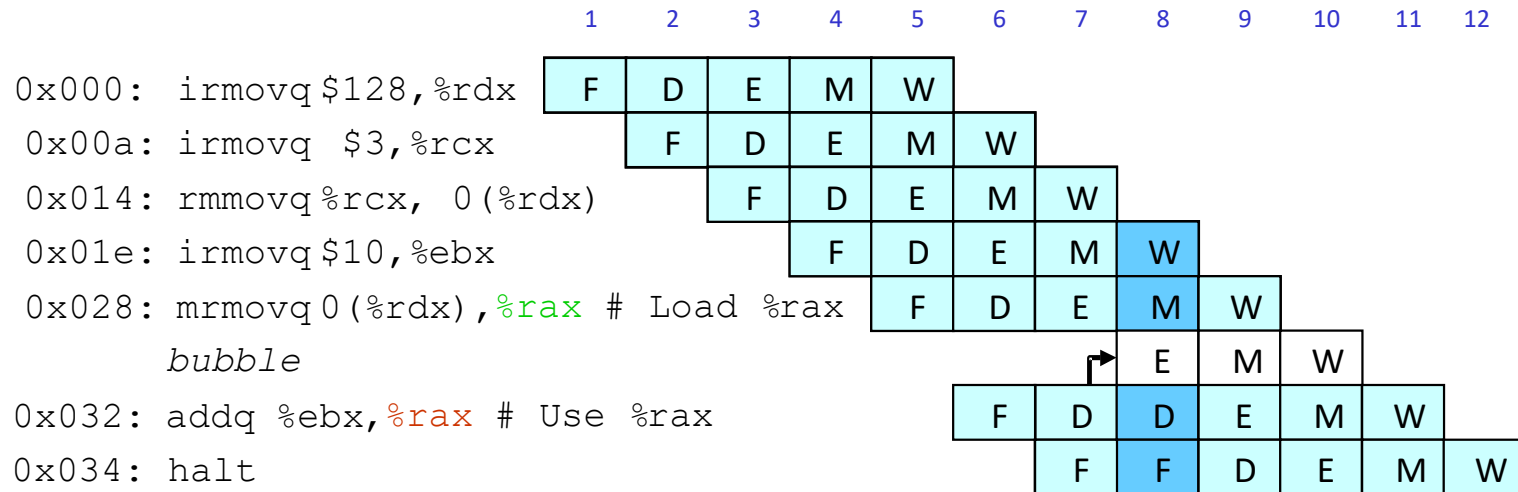 1 2 3 4 5 6 7 8 9 10 11 12
0x000: irmovq $128,%rdx F D E M W
0x00a: irmovq $3,%rcx F D E M W
0x014: rmmovq %rcx, 0(%rdx) F D E M W
0x01e: irmovq $10,%ebx F D E M W
0x028: mrmovq 0(%rdx),%rax # Load %rax F D E M W
bubble E M W
0x032: addq %ebx,%rax # Use %rax F D D E M W
0x034: halt F F D E M W